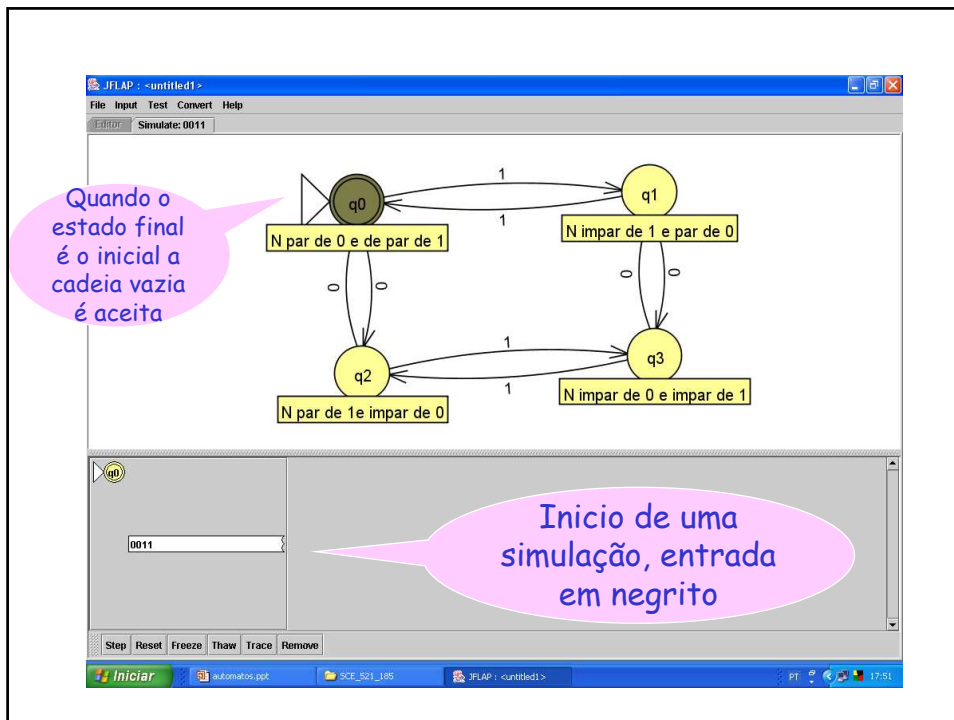 JFLAP : <untitled1>
File Input Test Convert Help
Editor Simulate: 0011
Quando o
estado final
é o inicial a
cadeia vazia
é aceita
q0
1
1
q1
N par de 0 e de par de 1
N impar de 1 e par de 0
0 0
0 0
q2
1
1
q3
N par de 1e impar de 0
N impar de 0 e impar de 1
q0
0011
Inicio de uma
simulação, entrada
em negrito
Step Reset Freeze Thaw Trace Remove
Iniciar automatos.ppt SCE_521_185 JFLAP : <untitled1> PT 17:51